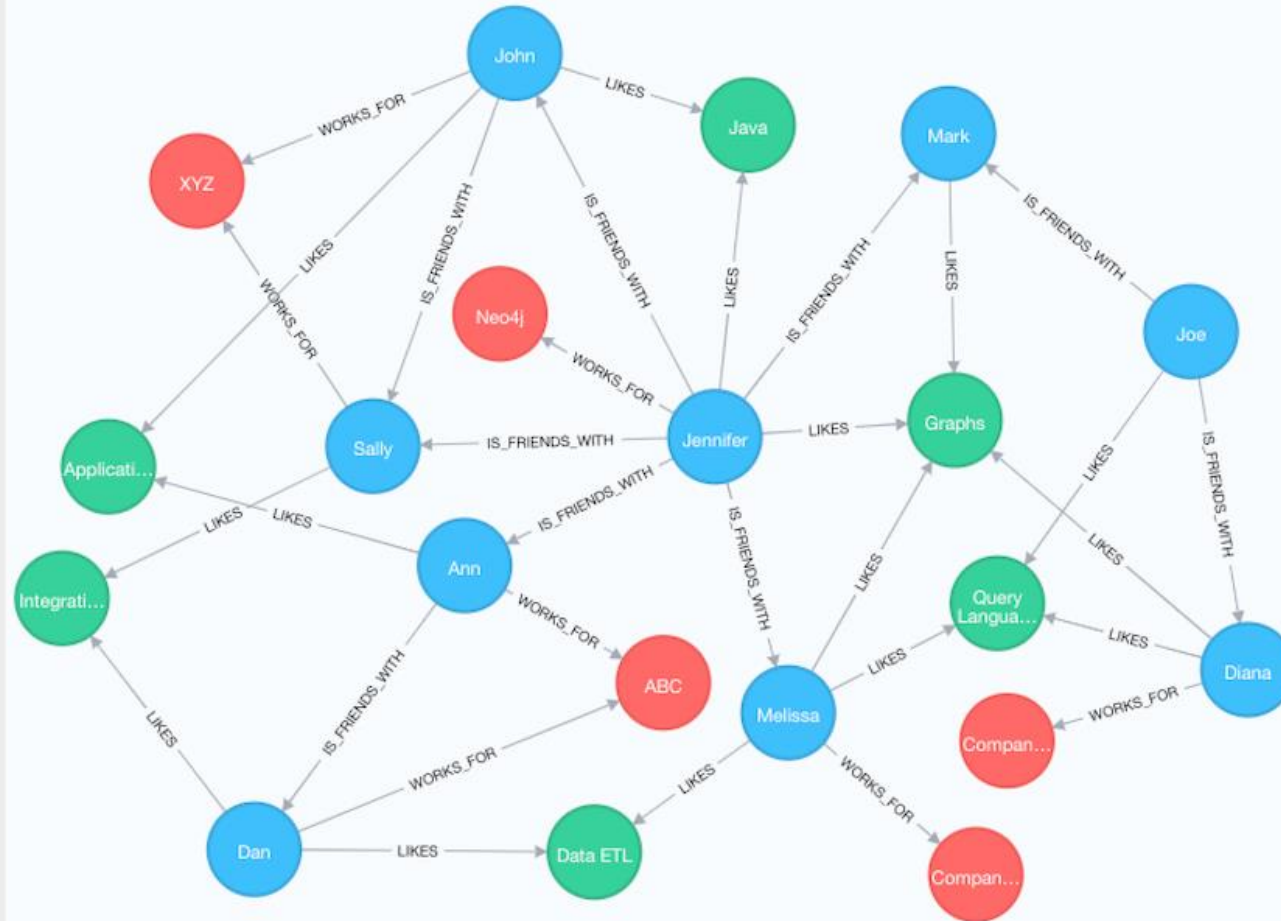 John
LIKES
WORKS_FOR
Java
Mark
XYZ
IS_FRIENDS_WITH
IS_FRIENDS_WITH
IS_FRIENDS_WITH
LIKES
LIKES
LIKES
IS_FRIENDS_WITH
WORKS_FOR
Neo4j
Joe
WORKS_FOR
Graphs
Jennifer
LIKES
Sally
IS_FRIENDS_WITH
Applicati...
LIKES
IS_FRIENDS_WITH
LIKES
LIKES
IS_FRIENDS_WITH
Ann
IS_FRIENDS_WITH
LIKES
LIKES
Integrati...
Query
Langua...
WORKS_FOR
LIKES
LIKES
Diana
ABC
IS_FRIENDS_WITH
Melissa
WORKS_FOR
LIKES
Compan...
WORKS_FOR
LIKES
WORKS_FOR
Dan
LIKES
Data ETL
Compan...